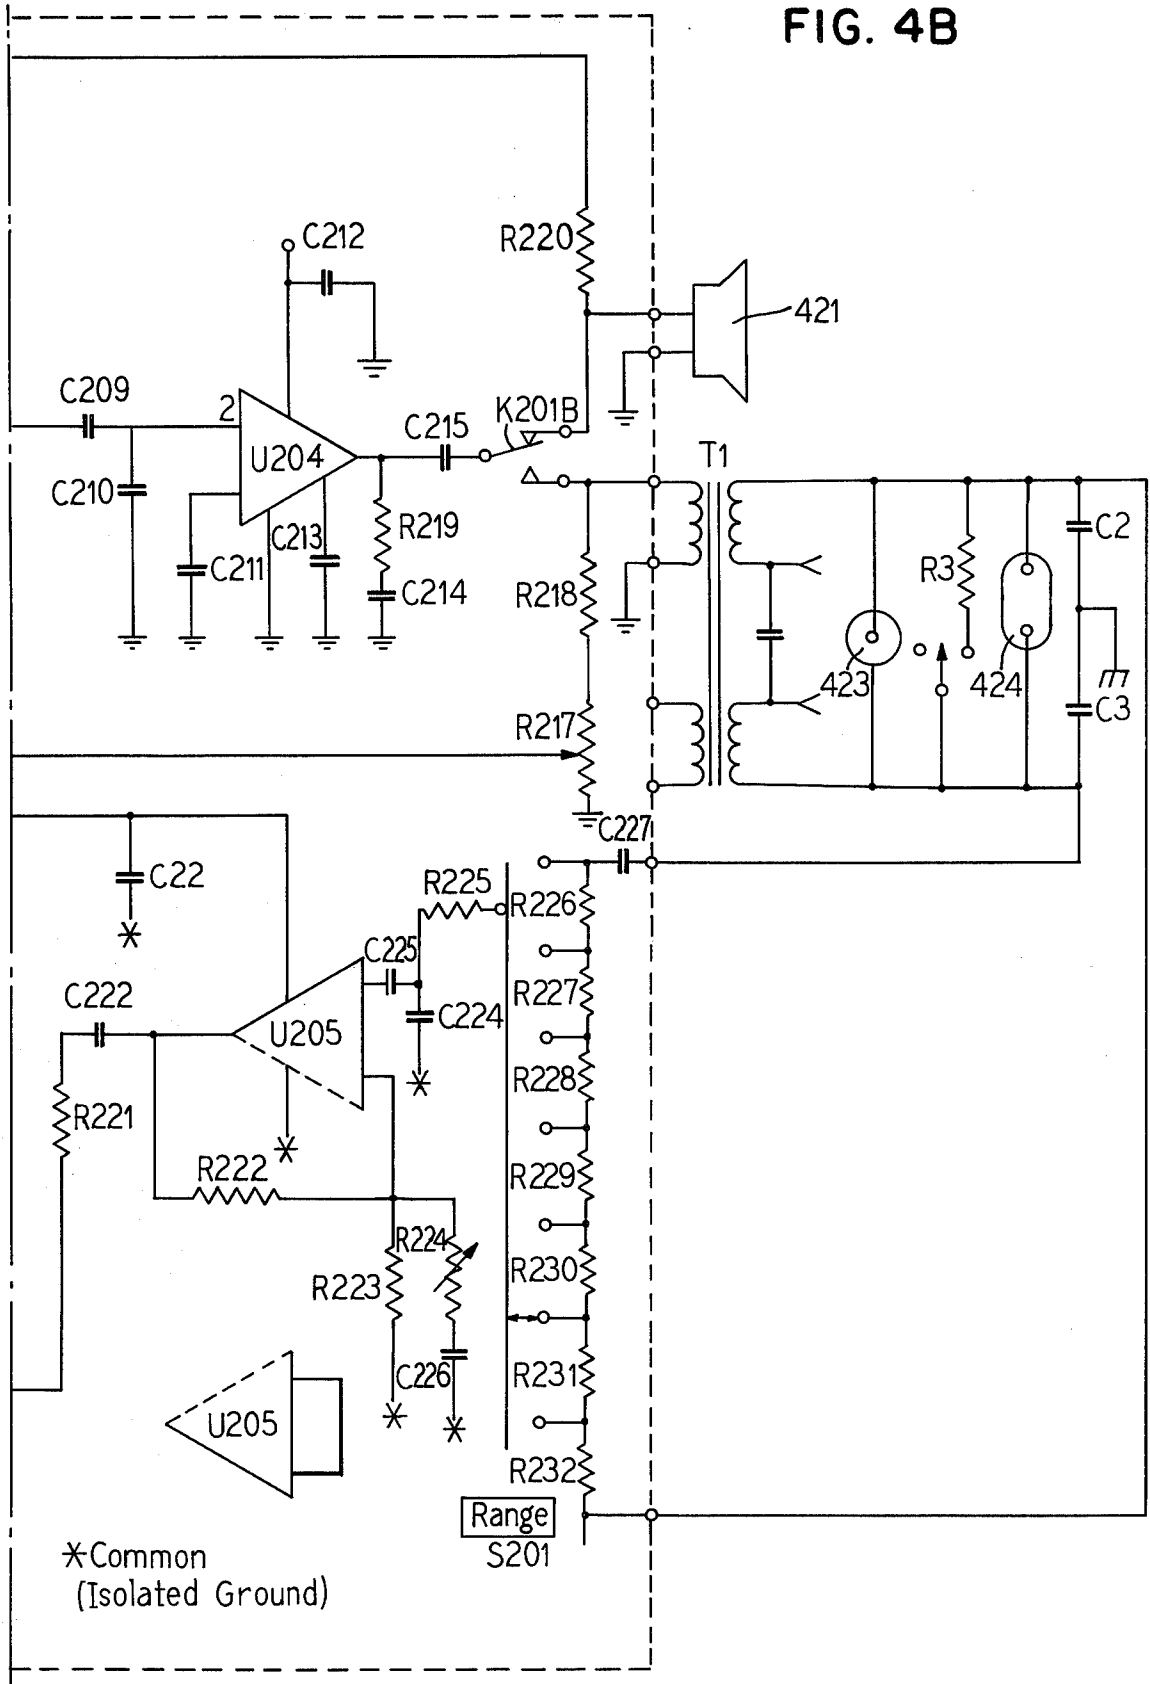 FIG. 4B
C212
R220
421
C209
2
K201B
C215
U204
T1
C210
R219
C213
C2
C211
C214
R218
R3
423
424
R217
C3
C227
C22
R225
R226
C225
C222
R227
U205
C224
R228
R221
R222
R229
R224
R223
R230
C226
R231
U205
R232
Range
S201
*Common
(Isolated Ground)